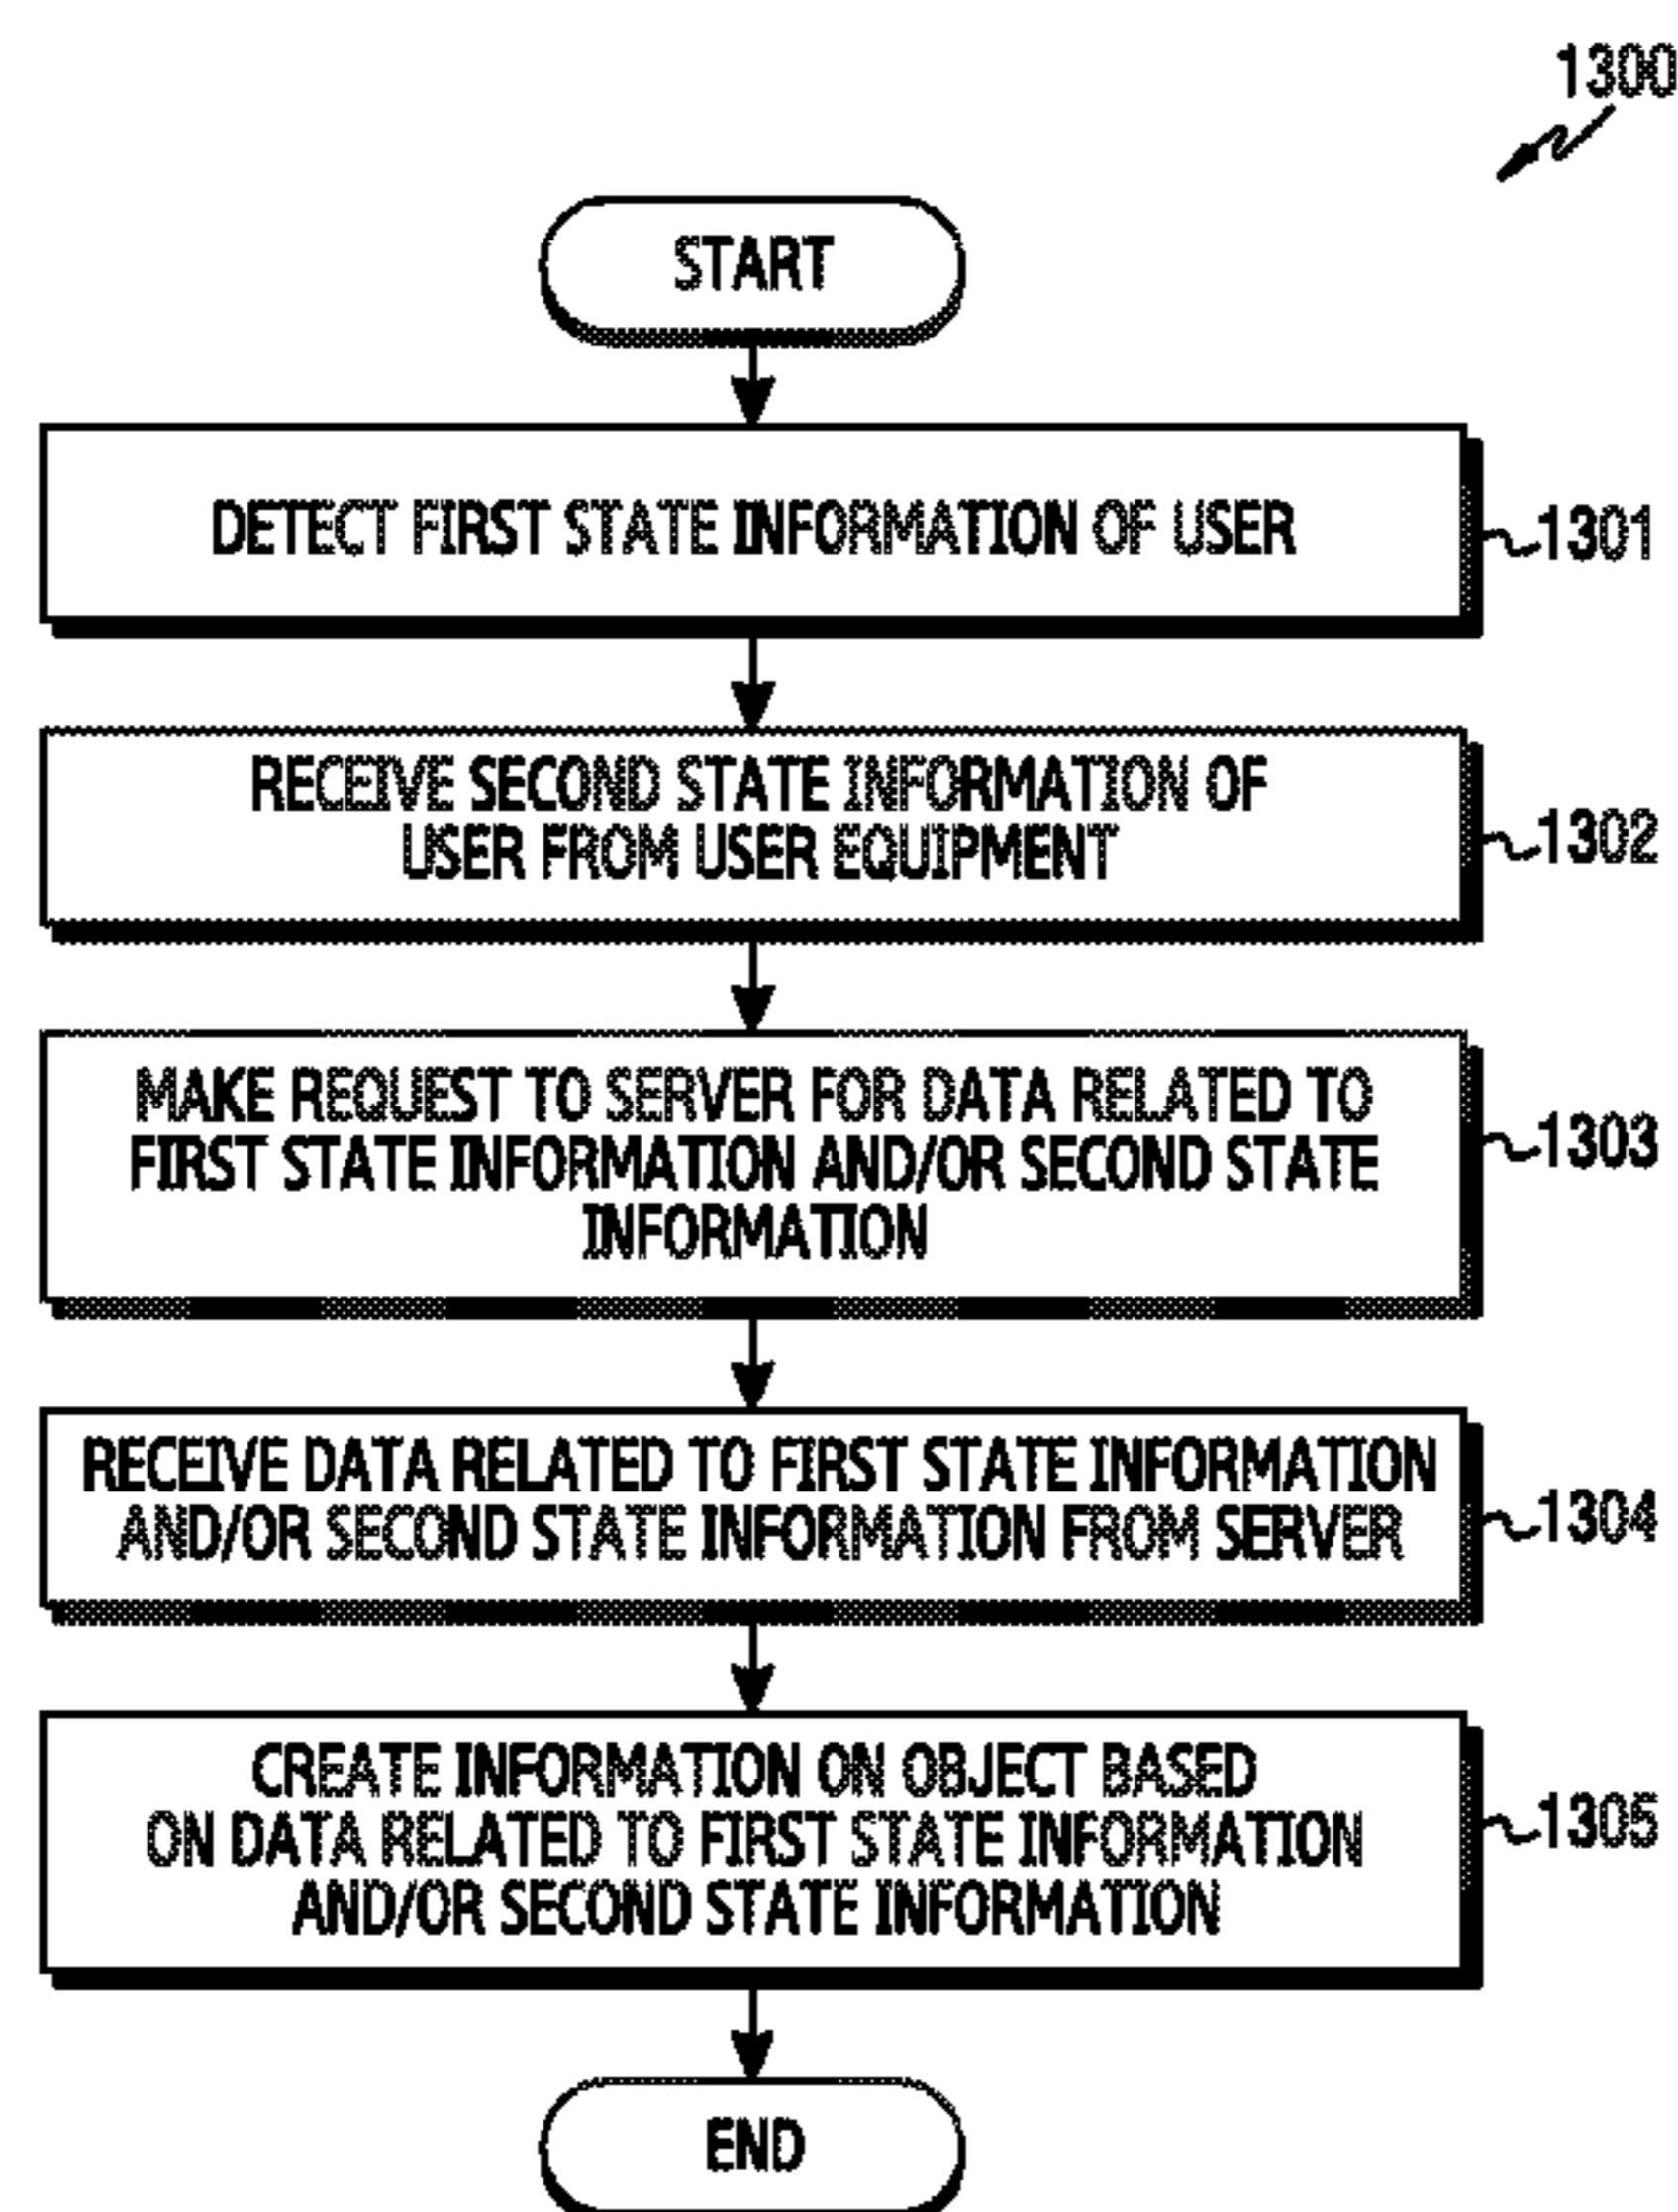 1300
START
DETECT FIRST STATE INFORMATION OF USER
1301
RECEIVE SECOND STATE INFORMATION OF
USER FROM USER EQUIPMENT
1302
MAKE REQUEST TO SERVER FOR DATA RELATED TO
FIRST STATE INFORMATION AND/OR SECOND STATE
INFORMATION
1303
RECEIVE DATA RELATED TO FIRST STATE INFORMATION
AND/OR SECOND STATE INFORMATION FROM SERVER
1304
CREATE INFORMATION ON OBJECT BASED
ON DATA RELATED TO FIRST STATE INFORMATION
AND/OR SECOND STATE INFORMATION
1305
END